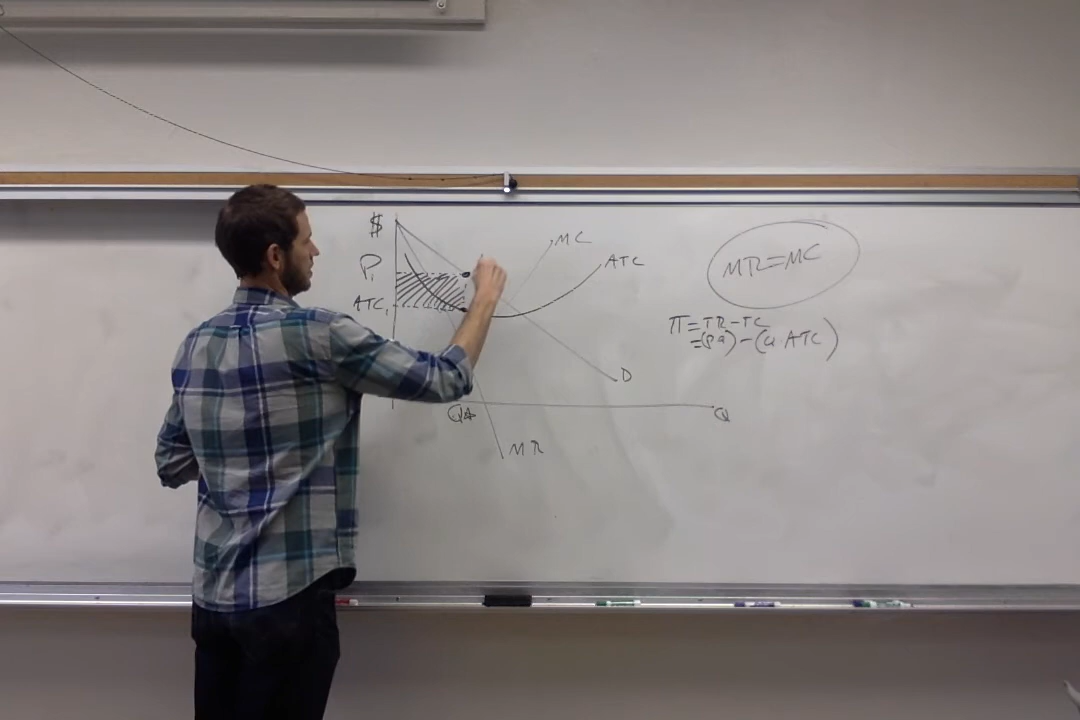 $
MC
ATC
P1
ATC1
MR=MC
π=TR-TC
=(P.Q)-(Q.ATC)
D
Q
MR